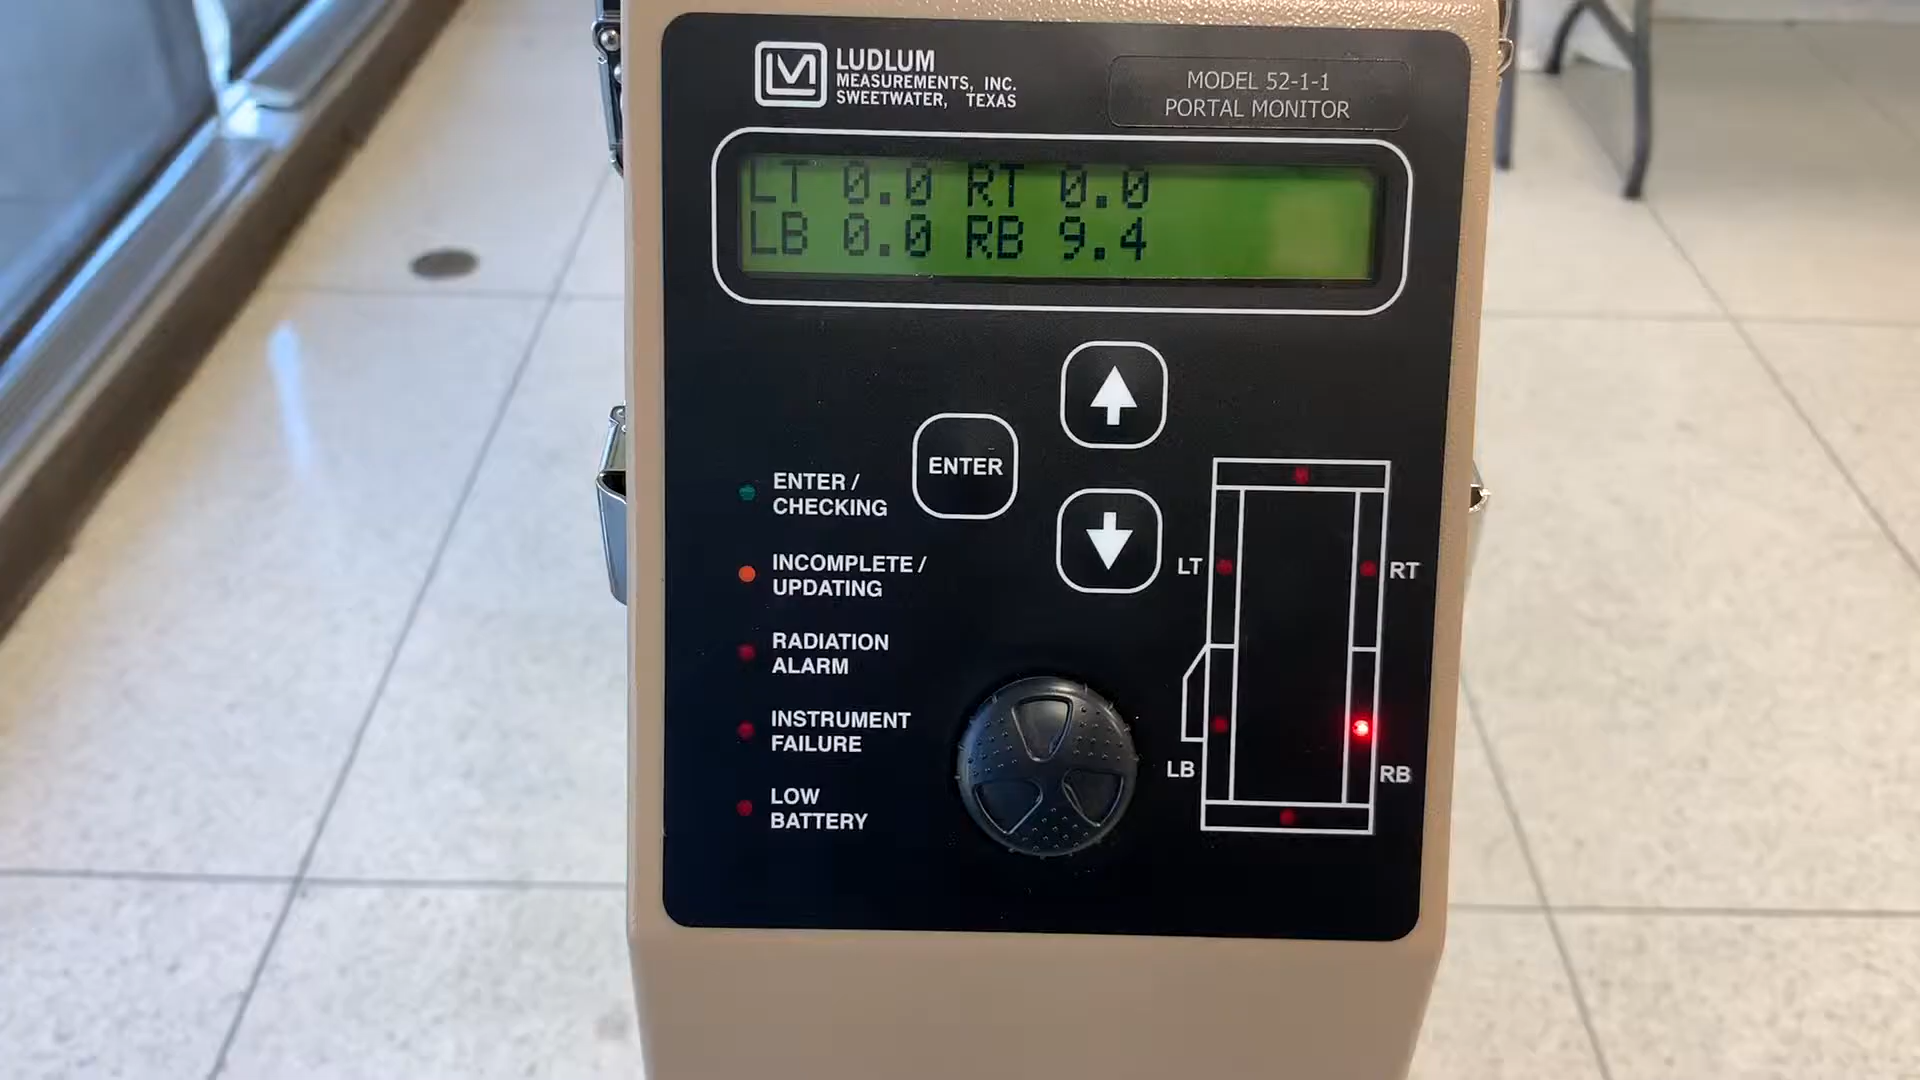 LUDLUM
MEASUREMENTS, INC.
SWEETWATER, TEXAS
MODEL 52-1-1
PORTAL MONITOR
LT 0.0 RT 0.0
LB 0.0 RB 9.4
ENTER
ENTER /
CHECKING
INCOMPLETE /
UPDATING
RADIATION
ALARM
INSTRUMENT
FAILURE
LOW
BATTERY
LT
RT
LB
RB